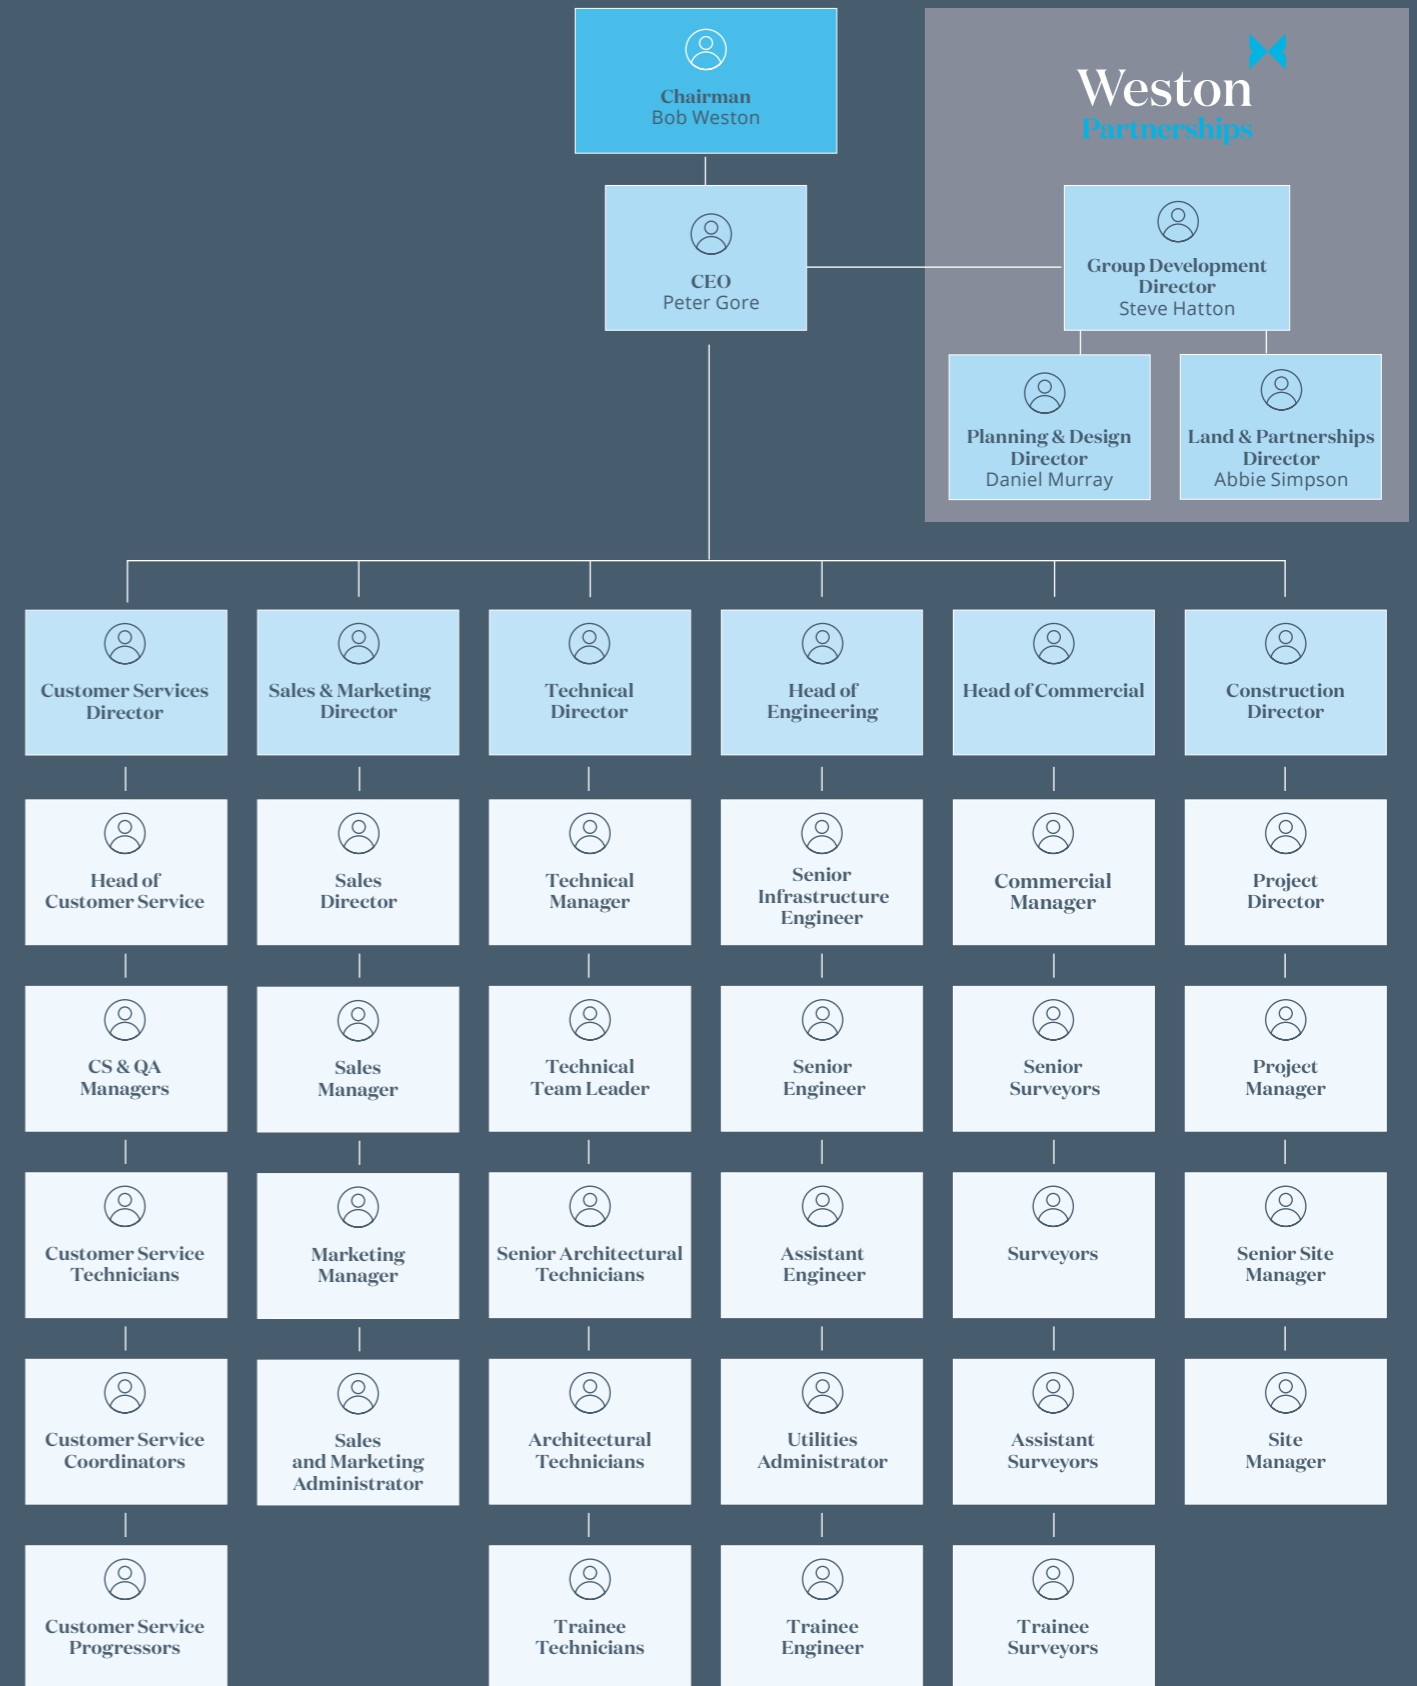 Chairman
Bob Weston
Weston
Partnerships
CEO
Peter Gore
Group Development
Director
Steve Hatton
Planning & Design
Director
Daniel Murray
Land & Partnerships
Director
Abbie Simpson
Customer Services
Director
Sales & Marketing
Director
Technical
Director
Head of
Engineering
Head of Commercial
Construction
Director
Head of
Customer Service
Sales
Director
Technical
Manager
Senior
Infrastructure
Engineer
Commercial
Manager
Project
Director
CS & QA
Managers
Sales
Manager
Technical
Team Leader
Senior
Engineer
Senior
Surveyors
Project
Manager
Customer Service
Technicians
Marketing
Manager
Senior Architectural
Technicians
Assistant
Engineer
Surveyors
Senior Site
Manager
Customer Service
Coordinators
Sales
and Marketing
Administrator
Architectural
Technicians
Utilities
Administrator
Assistant
Surveyors
Site
Manager
Customer Service
Progressors
Trainee
Technicians
Trainee
Engineer
Trainee
Surveyors